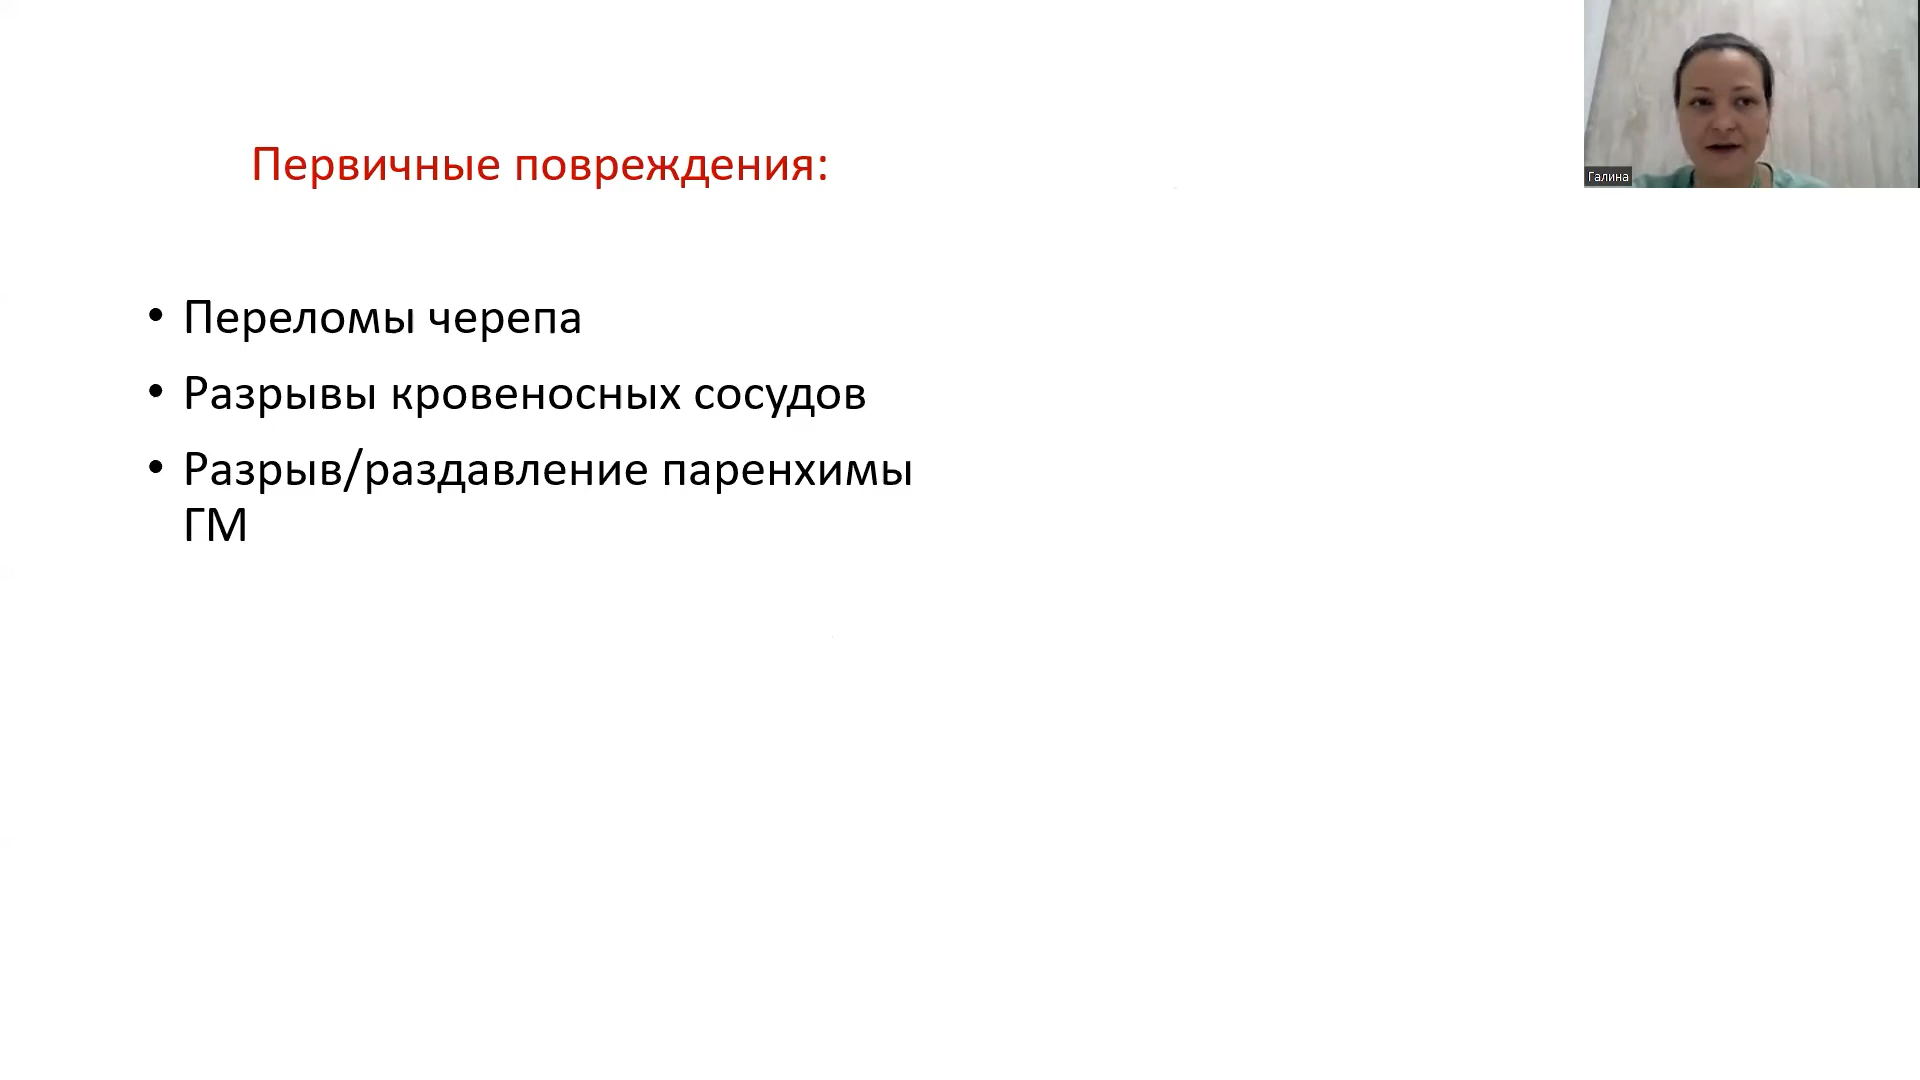 Первичные повреждения:
Галина
• Переломы черепа
• Разрывы кровеносных сосудов
• Разрыв/раздавление паренхимы
ГМ